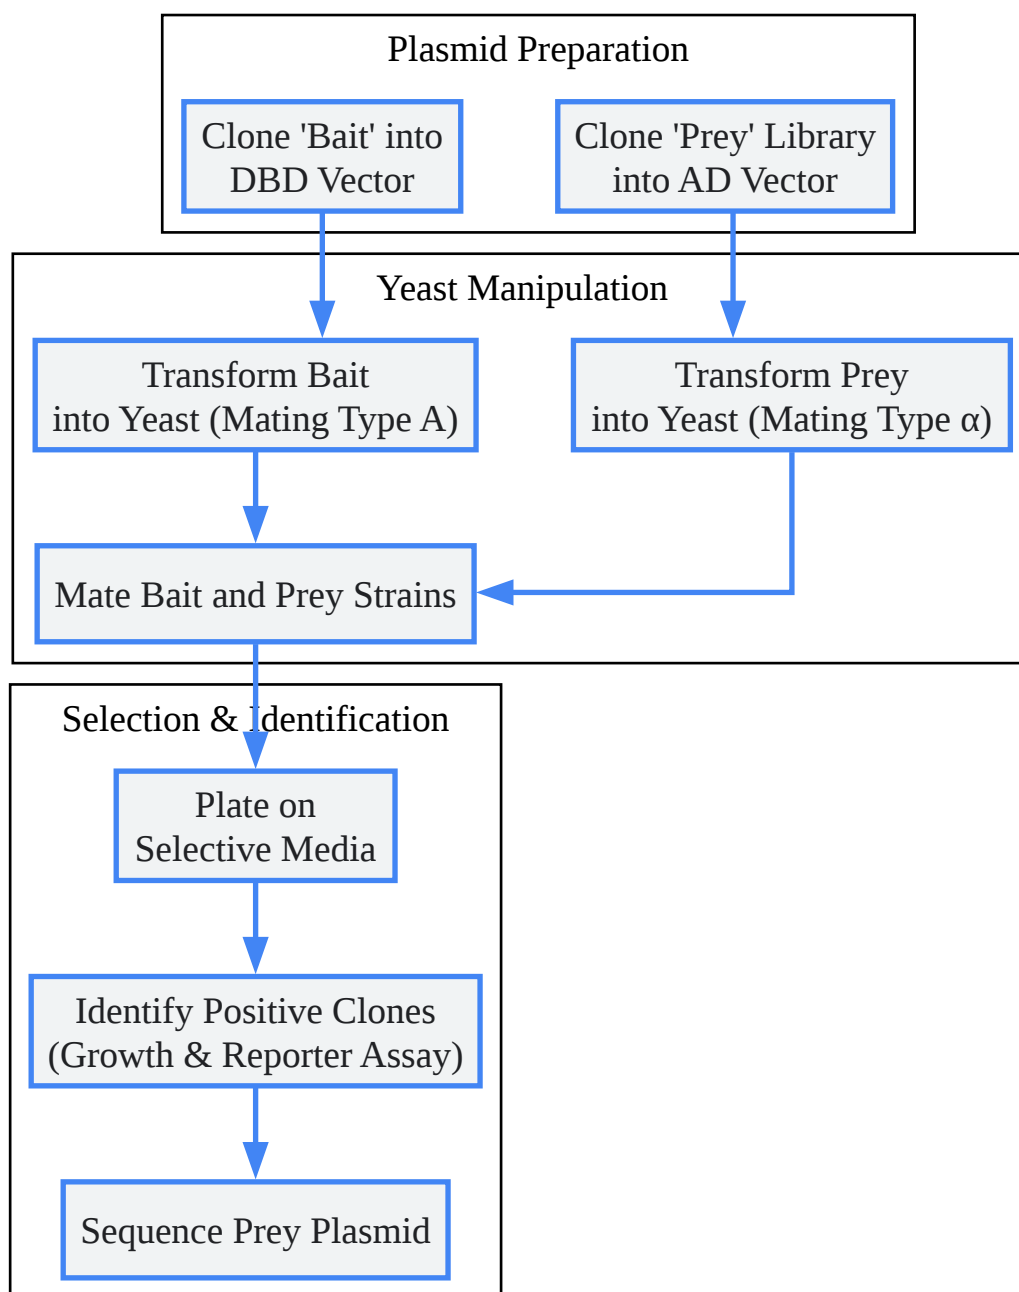 Plasmid Preparation
Clone 'Bait' into
DBD Vector
Clone 'Prey' Library
into AD Vector
Yeast Manipulation
Transform Bait
into Yeast (Mating Type A)
Transform Prey
into Yeast (Mating Type α)
Mate Bait and Prey Strains
Selection & Identification
Plate on
Selective Media
Identify Positive Clones
(Growth & Reporter Assay)
Sequence Prey Plasmid